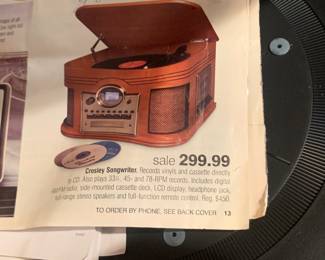 sale 299.99
Crosley Songwriter. Records vinyls and cassette directly
to CD. Also plays 33⅓, 45- and 78-RPM records. Includes digital
AM/FM radio, side-mounted cassette deck, LCD display, headphone jack,
full-range stereo speakers and full-function remote control. Reg. $450.
TO ORDER BY PHONE, SEE BACK COVER 13